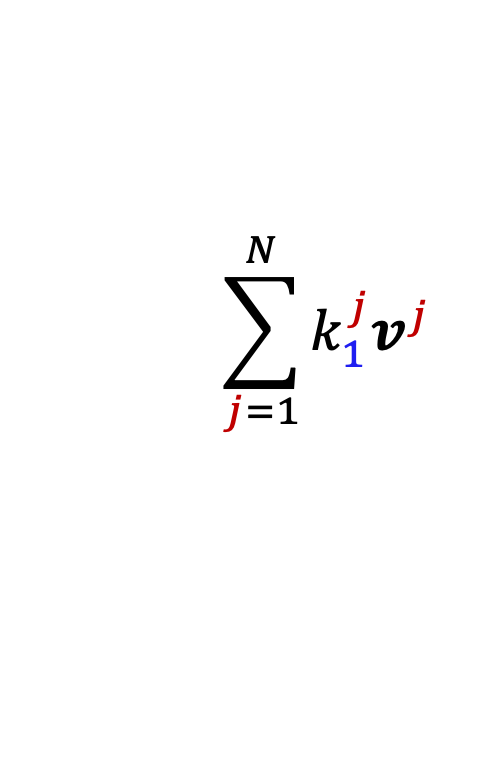 N
∑ k₁ʲ 𝒗ʲ
j=1